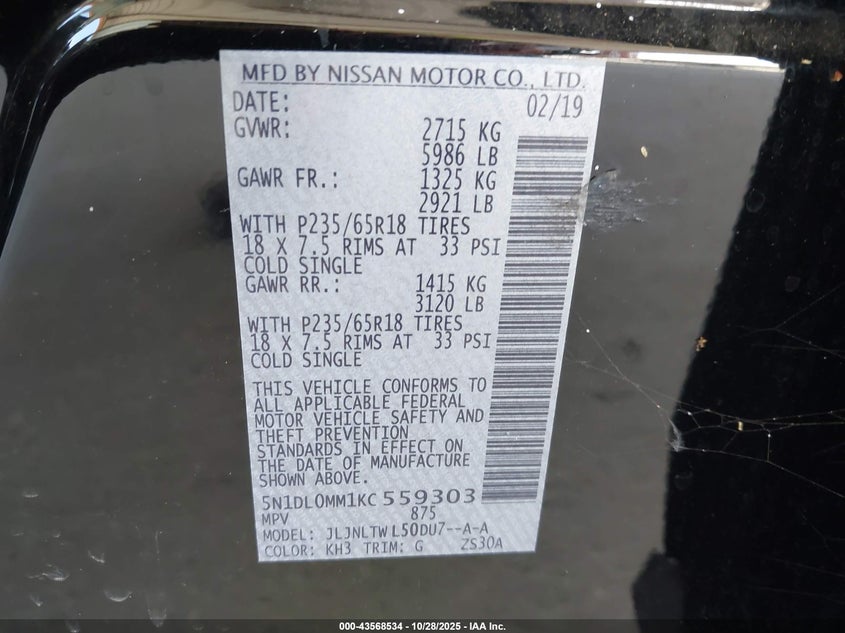 MFD BY NISSAN MOTOR CO., LTD.
DATE: 02/19
GVWR: 2715 KG
5986 LB
GAWR FR.: 1325 KG
2921 LB
WITH P235/65R18 TIRES
18 X 7.5 RIMS AT 33 PSI
COLD SINGLE
GAWR RR.: 1415 KG
3120 LB
WITH P235/65R18 TIRES
18 X 7.5 RIMS AT 33 PSI
COLD SINGLE
THIS VEHICLE CONFORMS TO
ALL APPLICABLE FEDERAL
MOTOR VEHICLE SAFETY AND
THEFT PREVENTION
STANDARDS IN EFFECT ON
THE DATE OF MANUFACTURE
SHOWN ABOVE.
5N1DL0MM1KC559303
MPV 875
MODEL: JLJNLTWL50DU7--A-A
COLOR: KH3 TRIM: G ZS30A
000-43568534 - 10/28/2025 - IAA Inc.